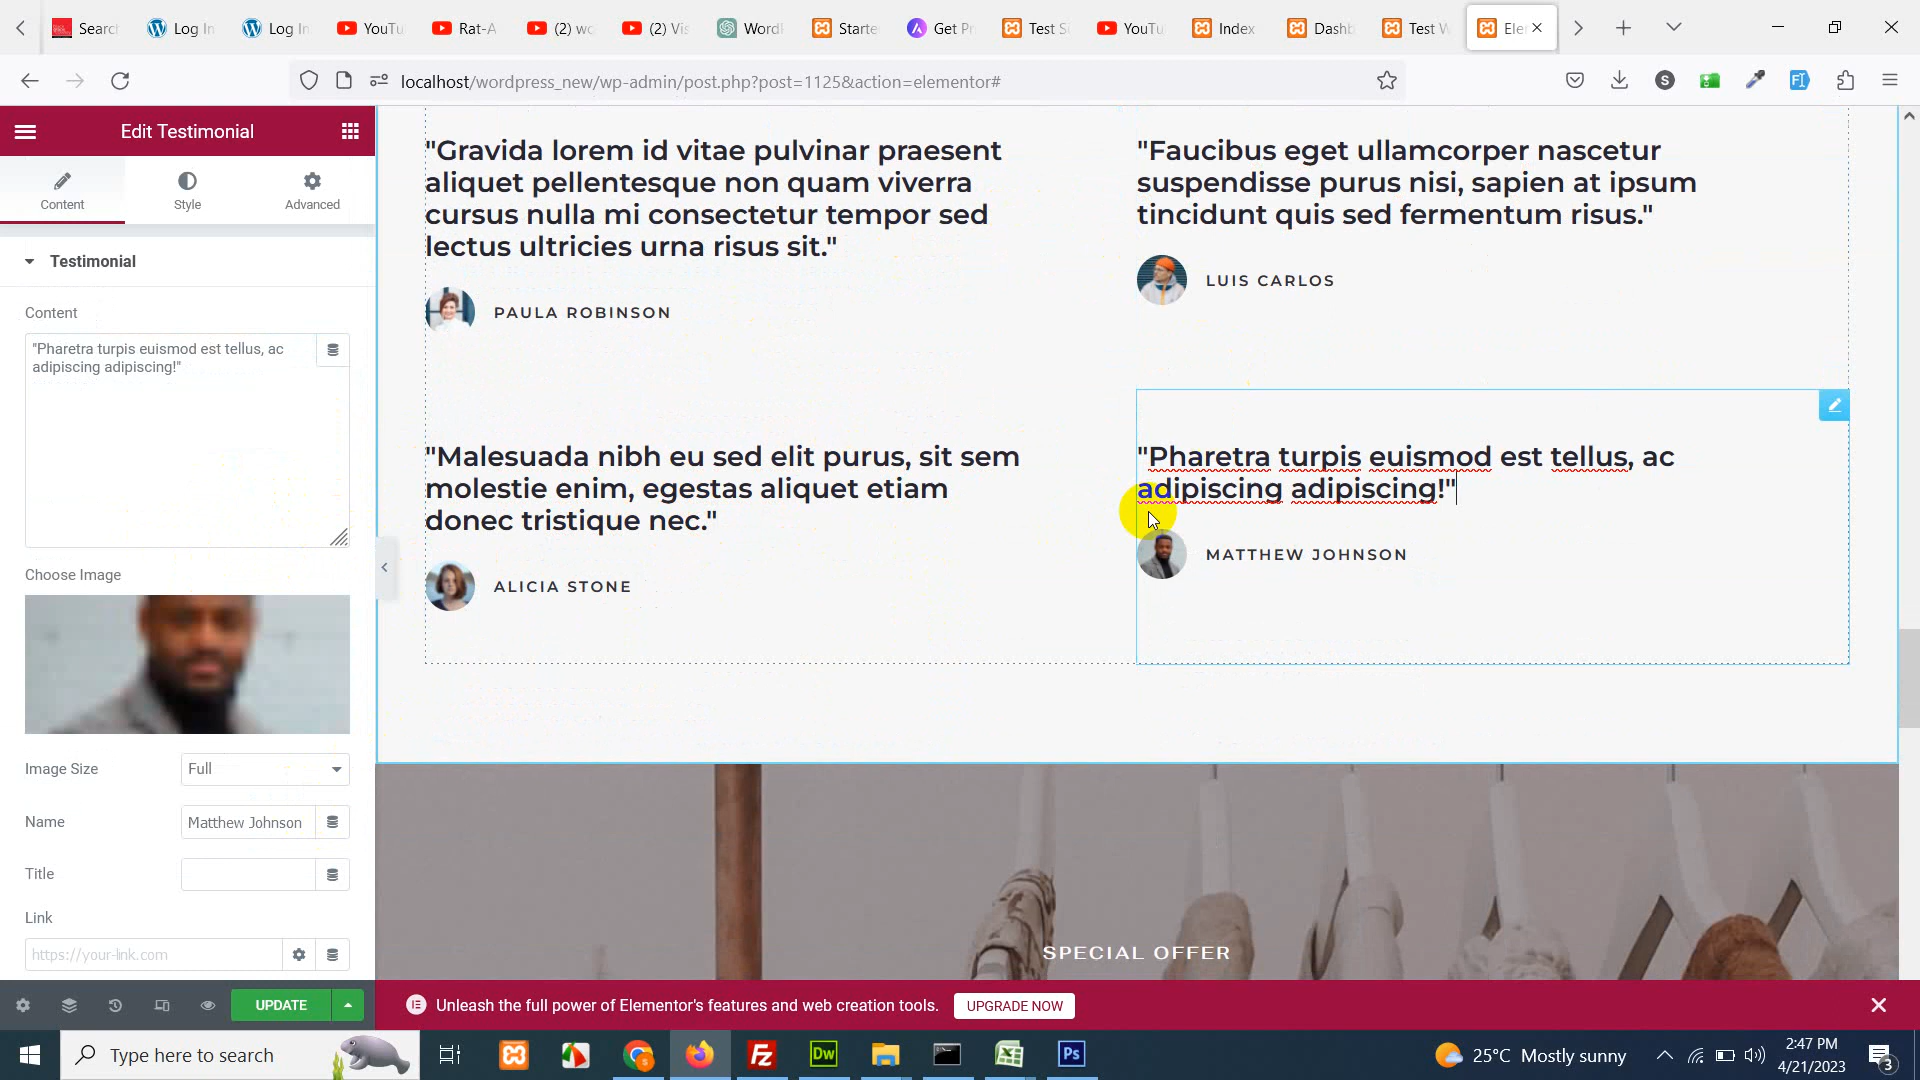 Search
Log In
Log In
YouTu
Rat-A
(2) wo
(2) Vis
WordP
Starte
Get Pr
Test Si
YouTu
Index
Dashb
Test W
Ele
localhost/wordpress_new/wp-admin/post.php?post=1125&action=elementor#
Edit Testimonial
Content
Style
Advanced
Testimonial
Content
"Pharetra turpis euismod est tellus, ac
adipiscing adipiscing!"
Choose Image
Image Size
Full
Name
Matthew Johnson
Title
Link
https://your-link.com
UPDATE
"Gravida lorem id vitae pulvinar praesent
aliquet pellentesque non quam viverra
cursus nulla mi consectetur tempor sed
lectus ultricies urna risus sit."
PAULA ROBINSON
"Faucibus eget ullamcorper nascetur
suspendisse purus nisi, sapien at ipsum
tincidunt quis sed fermentum risus."
LUIS CARLOS
"Malesuada nibh eu sed elit purus, sit sem
molestie enim, egestas aliquet etiam
donec tristique nec."
ALICIA STONE
"Pharetra turpis euismod est tellus, ac
adipiscing adipiscing!"
MATTHEW JOHNSON
SPECIAL OFFER
Unleash the full power of Elementor's features and web creation tools.
UPGRADE NOW
Type here to search
25°C Mostly sunny
2:47 PM
4/21/2023
3